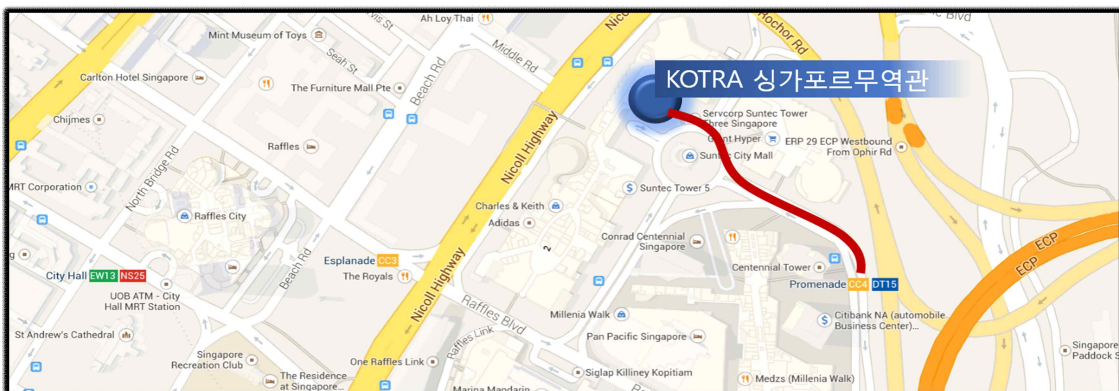 Ah Loy Thai
Mint Museum of Toys
Seah St
Middle Rd
Beach Rd
Carlton Hotel Singapore
The Furniture Mall Pte
Nicoll Highway
Rochor Rd
Blvd
KOTRA 싱가포르무역관
Chijmes
Servcorp Suntec Tower
Three Singapore
Giant Hyper
ERP 29 ECP Westbound
From Ophir Rd
Raffles
Suntec City Mall
North Bridge Rd
MRT Corporation
Suntec Tower 5
Raffles City
Charles & Keith
Adidas
2
Conrad Centennial
Singapore
Beach Rd
Nicoll Highway
ECP
ECP
Esplanade CC3
The Royals
City Hall EW13 NS25
Centennial Tower
Promenade CC4 DT15
UOB ATM - City
Hall MRT Station
Raffles Blvd
Millenia Walk
Citibank NA (automobile
Business Center)...
St Andrew's Cathedral
Raffles Link
Pan Pacific Singapore
Singapore
Recreation Club
One Raffles Link
Singapore
Paddock S
The Residence
at Singapore...
Siglap Killiney Kopitiam
Marina Mandarin
Medzs (Millenia Walk)